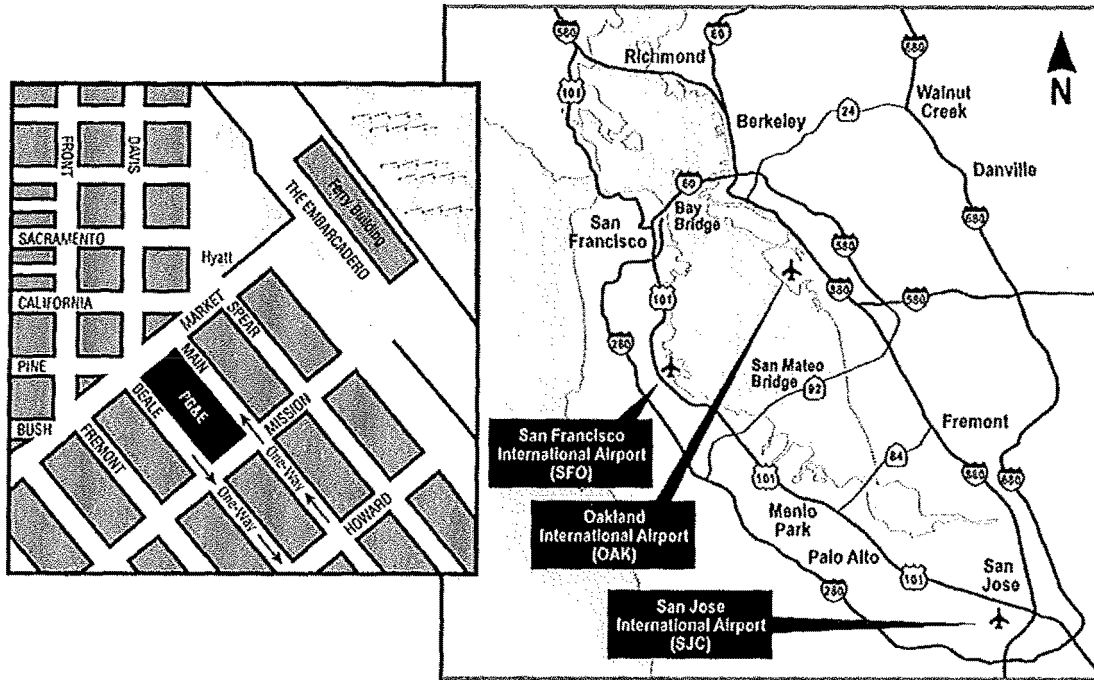 FRONT
DAVIS
SACRAMENTO
CALIFORNIA
PINE
BUSH
Hyatt
Ferry Building
THE EMBARCADERO
MARKET
SPEAR
MAIN
PG&E
BEALE
FREMONT
MISSION
HOWARD
One-Way
One-Way
580
80
680
Richmond
N
101
Walnut
Creek
24
Berkeley
Danville
80
San
Francisco
Bay
Bridge
680
580
101
880
580
280
San Mateo
Bridge
92
Fremont
San Francisco
International Airport
(SFO)
84
101
880
680
Oakland
International Airport
(OAK)
Menlo
Park
Palo Alto
San
Jose
101
280
San Jose
International Airport
(SJC)